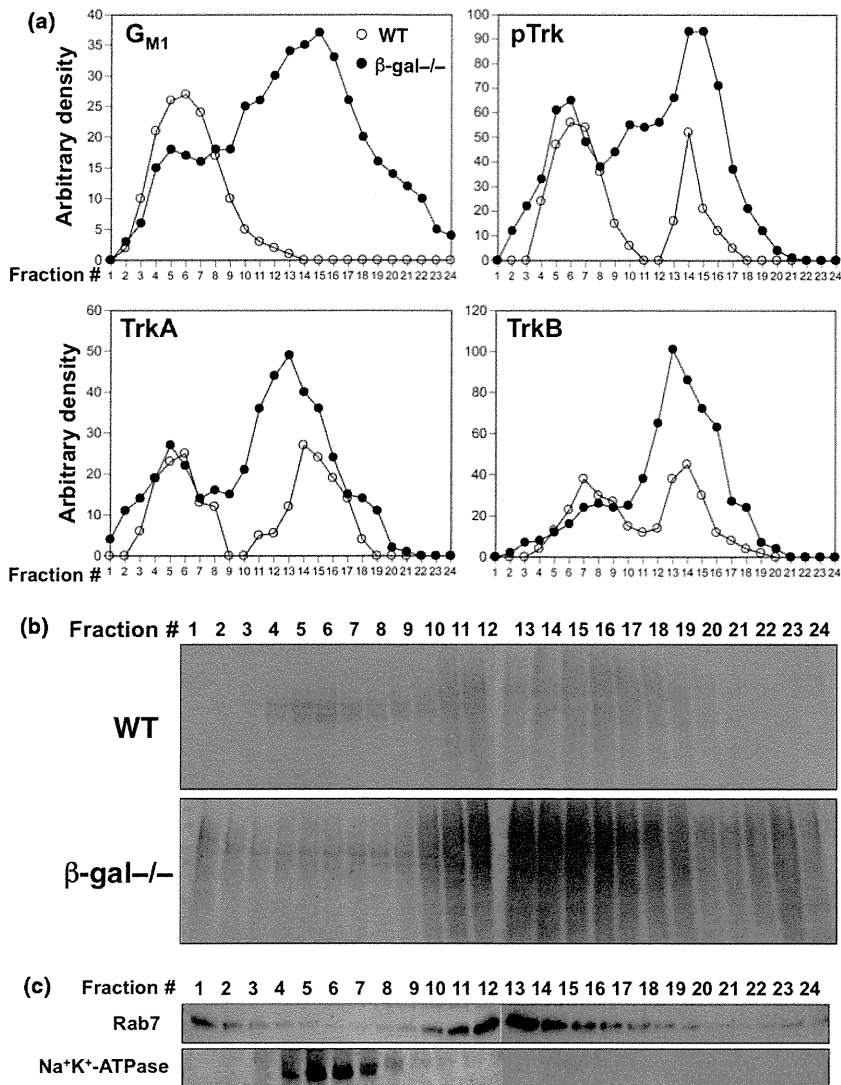 (a)
G_M1
WT
β-gal–/–
pTrk
Arbitrary density
40
35
30
25
20
15
10
5
0
100
90
80
70
60
50
40
30
20
10
0
Fraction #
1 2 3 4 5 6 7 8 9 10 11 12 13 14 15 16 17 18 19 20 21 22 23 24
1 2 3 4 5 6 7 8 9 10 11 12 13 14 15 16 17 18 19 20 21 22 23 24
TrkA
TrkB
Arbitrary density
60
50
40
30
20
10
0
120
100
80
60
40
20
0
Fraction #
1 2 3 4 5 6 7 8 9 10 11 12 13 14 15 16 17 18 19 20 21 22 23 24
1 2 3 4 5 6 7 8 9 10 11 12 13 14 15 16 17 18 19 20 21 22 23 24
(b) Fraction # 1 2 3 4 5 6 7 8 9 10 11 12 13 14 15 16 17 18 19 20 21 22 23 24
WT
β-gal–/–
(c) Fraction # 1 2 3 4 5 6 7 8 9 10 11 12 13 14 15 16 17 18 19 20 21 22 23 24
Rab7
Na⁺K⁺-ATPase